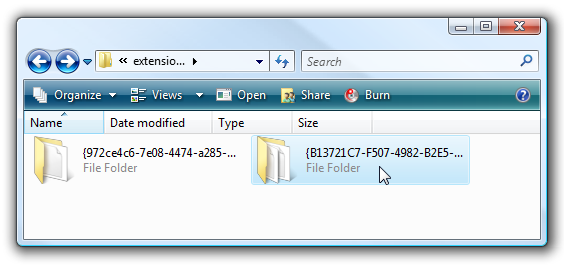 « extensio...
Search
Organize Views Open Share Burn
Name Date modified Type Size
{972ce4c6-7e08-4474-a285-... {B13721C7-F507-4982-B2E5-...
File Folder File Folder